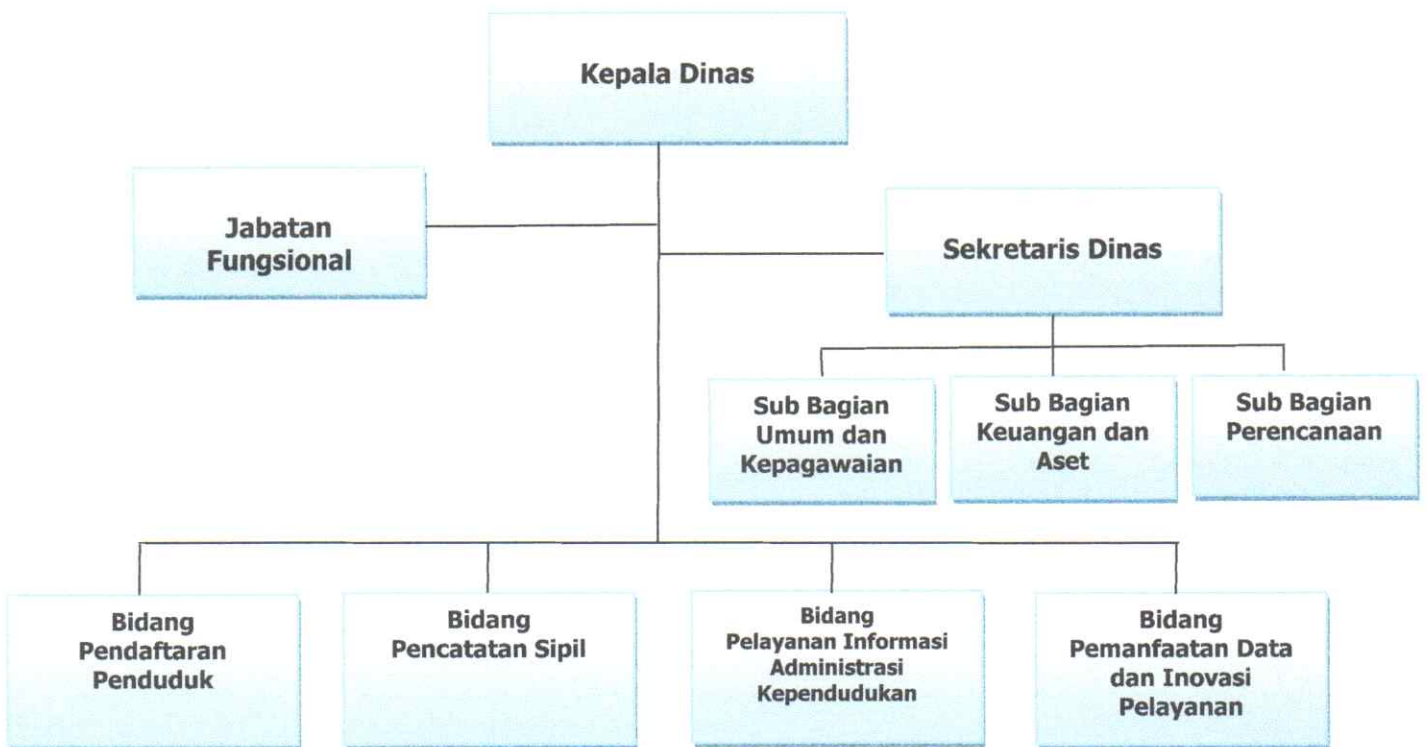 Kepala Dinas
Jabatan
Fungsional
Sekretaris Dinas
Sub Bagian
Umum dan
Kepagawaian
Sub Bagian
Keuangan dan
Aset
Sub Bagian
Perencanaan
Bidang
Pendaftaran
Penduduk
Bidang
Pencatatan Sipil
Bidang
Pelayanan Informasi
Administrasi
Kependudukan
Bidang
Pemanfaatan Data
dan Inovasi
Pelayanan